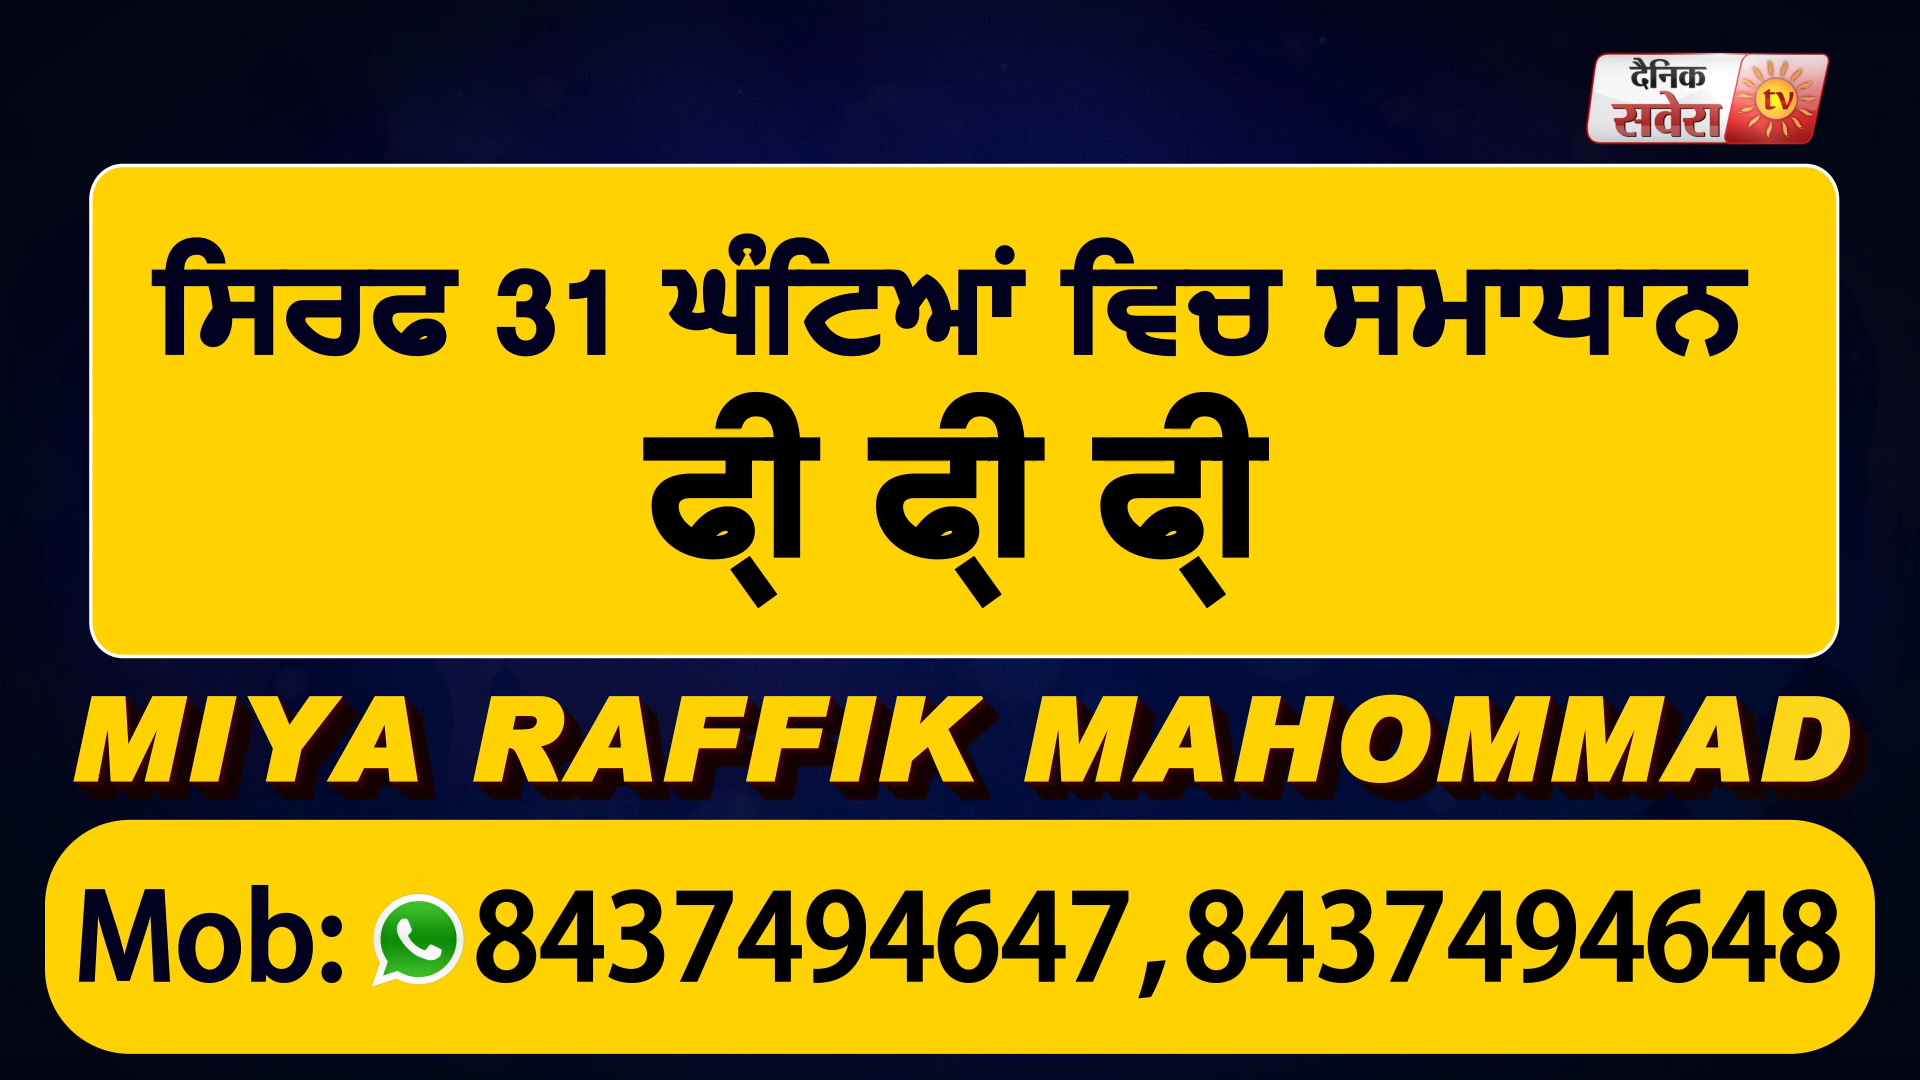 दैनिक
सवेरा tv
ਸਿਰਫ 31 ਘੰਟਿਆਂ ਵਿਚ ਸਮਾਧਾਨ
ਫ੍ਰੀ ਫ੍ਰੀ ਫ੍ਰੀ
MIYA RAFFIK MAHOMMAD
Mob: 8437494647, 8437494648